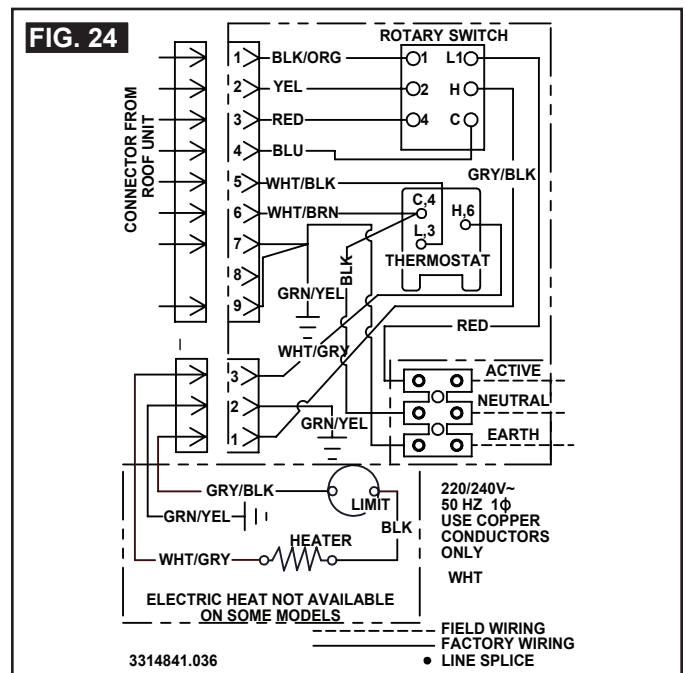 FIG. 24
ROTARY SWITCH
CONNECTOR FROM
ROOF UNIT
1 BLK/ORG 1 L1
2 YEL 2 H
3 RED 4 C
4 BLU
GRY/BLK
5 WHT/BLK
6 WHT/BRN
C,4
H,6
L,3
THERMOSTAT
7
8
9
BLK
GRN/YEL
RED
WHT/GRY
3
2
1
GRN/YEL
ACTIVE
NEUTRAL
EARTH
GRY/BLK
LIMIT
GRN/YEL
BLK
HEATER
WHT/GRY
220/240V~
50 HZ 1ϕ
USE COPPER
CONDUCTORS
ONLY
WHT
ELECTRIC HEAT NOT AVAILABLE
ON SOME MODELS
FIELD WIRING
FACTORY WIRING
LINE SPLICE
3314841.036